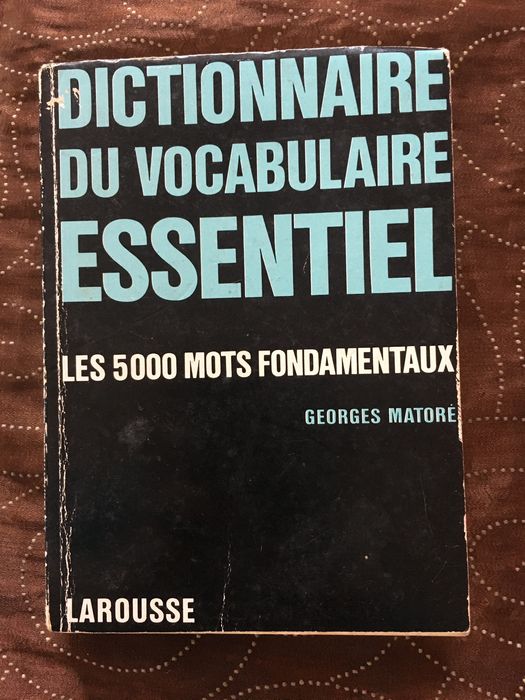 DICTIONNAIRE
DU VOCABULAIRE
ESSENTIEL
LES 5000 MOTS FONDAMENTAUX
GEORGES MATORÉ
LAROUSSE